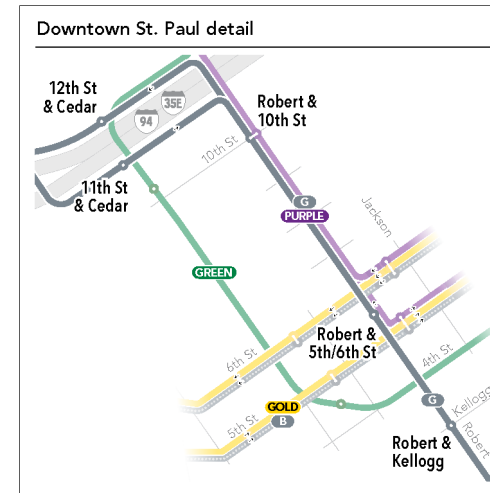 Downtown St. Paul detail
12th St
& Cedar
35E
94
Robert &
10th St
10th St
11th St
& Cedar
G
PURPLE
Jackson
GREEN
Robert &
5th/6th St
6th St
4th St
GOLD
B
5th St
G
Kellogg
Robert
Robert &
Kellogg